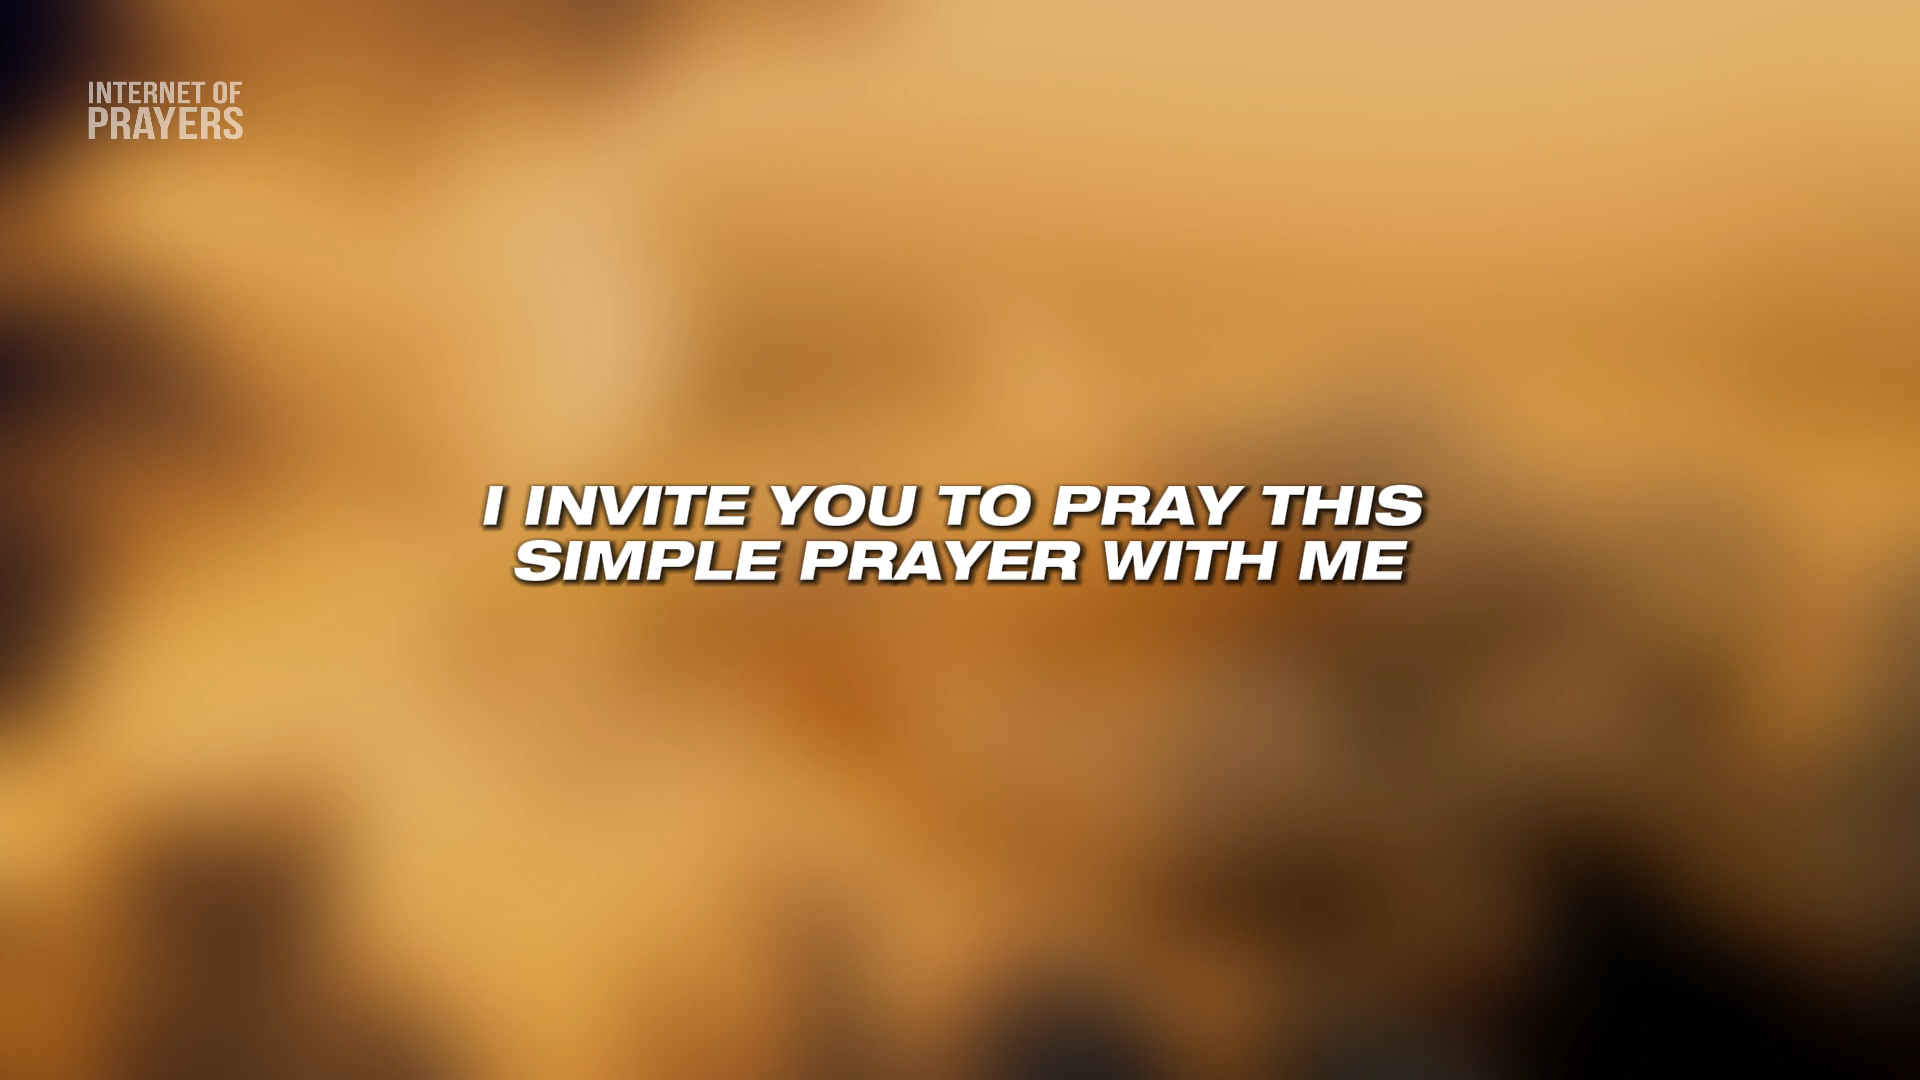 INTERNET OF
PRAYERS
I INVITE YOU TO PRAY THIS
SIMPLE PRAYER WITH ME